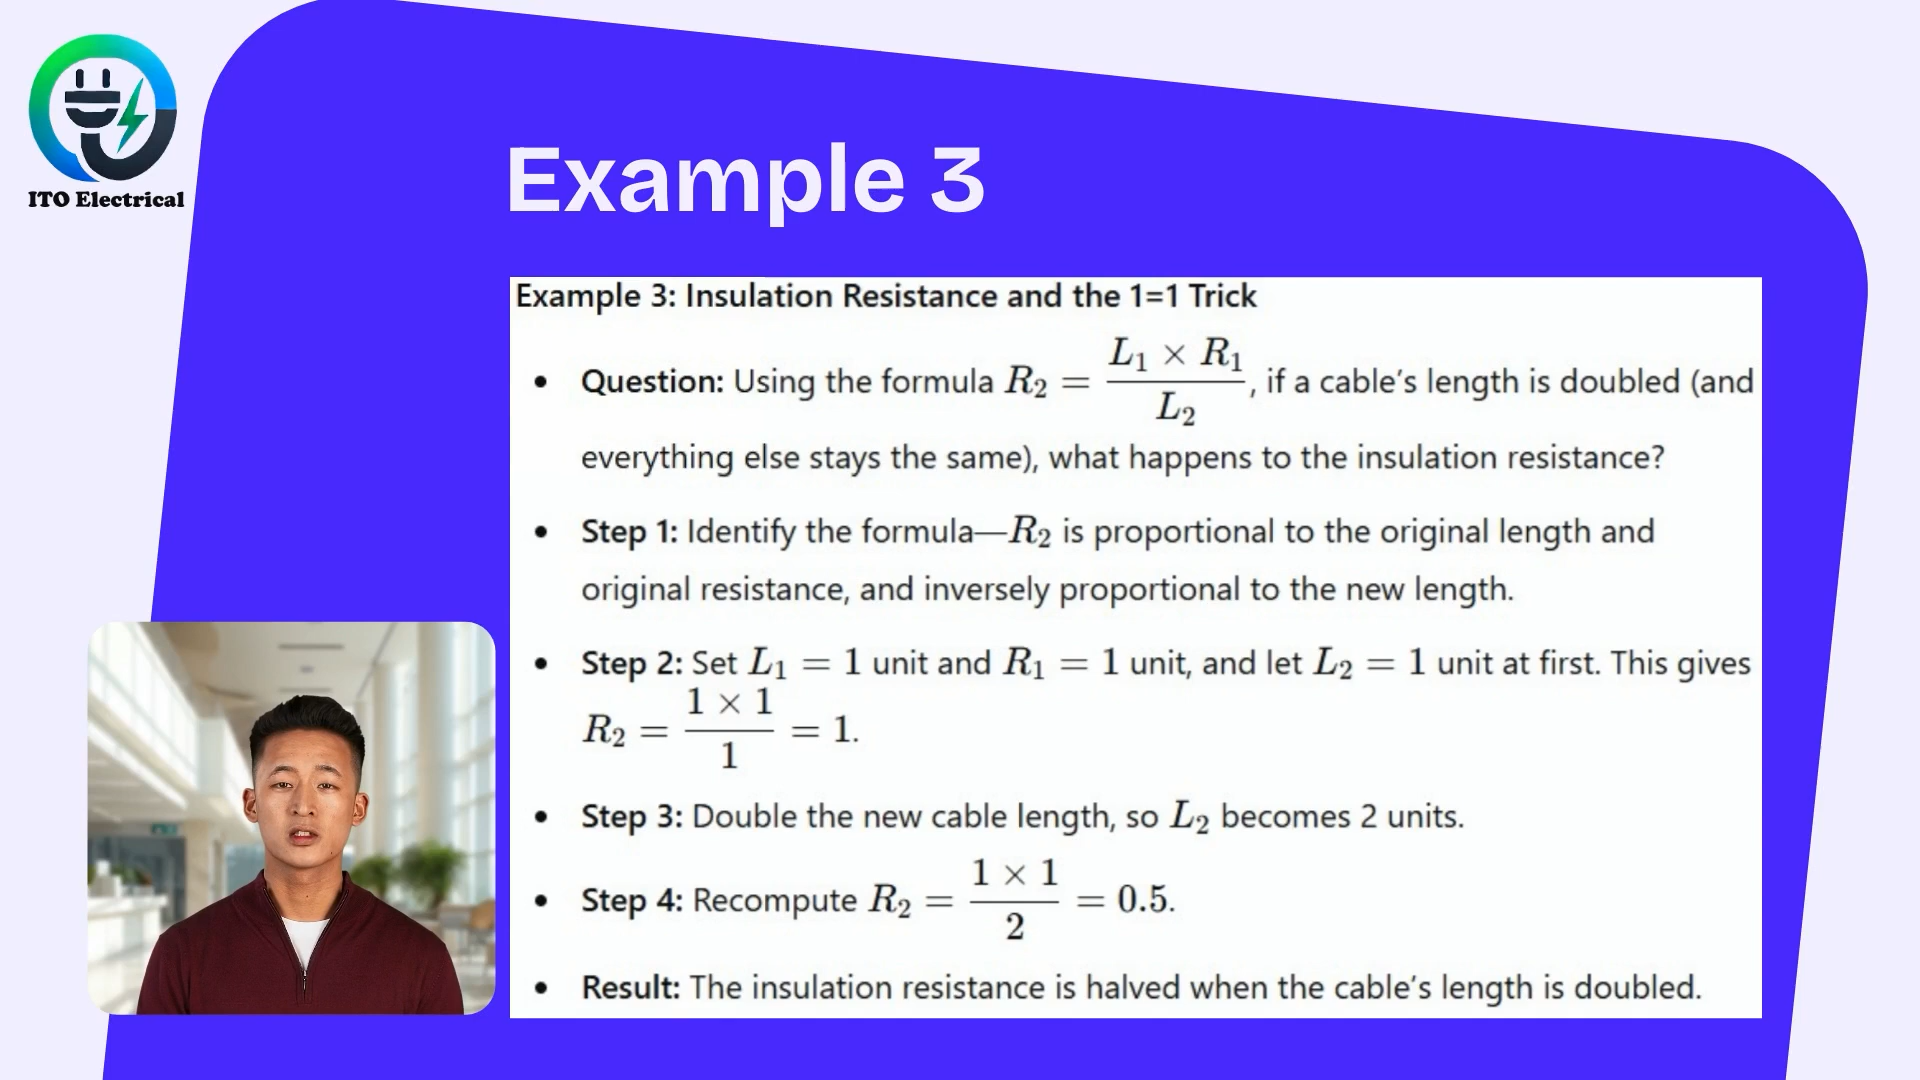 ITO Electrical
Example 3
Example 3: Insulation Resistance and the 1=1 Trick
• Question: Using the formula R₂ = (L₁ × R₁) / L₂, if a cable’s length is doubled (and
everything else stays the same), what happens to the insulation resistance?
• Step 1: Identify the formula—R₂ is proportional to the original length and
original resistance, and inversely proportional to the new length.
• Step 2: Set L₁ = 1 unit and R₁ = 1 unit, and let L₂ = 1 unit at first. This gives
R₂ = (1 × 1) / 1 = 1.
• Step 3: Double the new cable length, so L₂ becomes 2 units.
• Step 4: Recompute R₂ = (1 × 1) / 2 = 0.5.
• Result: The insulation resistance is halved when the cable’s length is doubled.